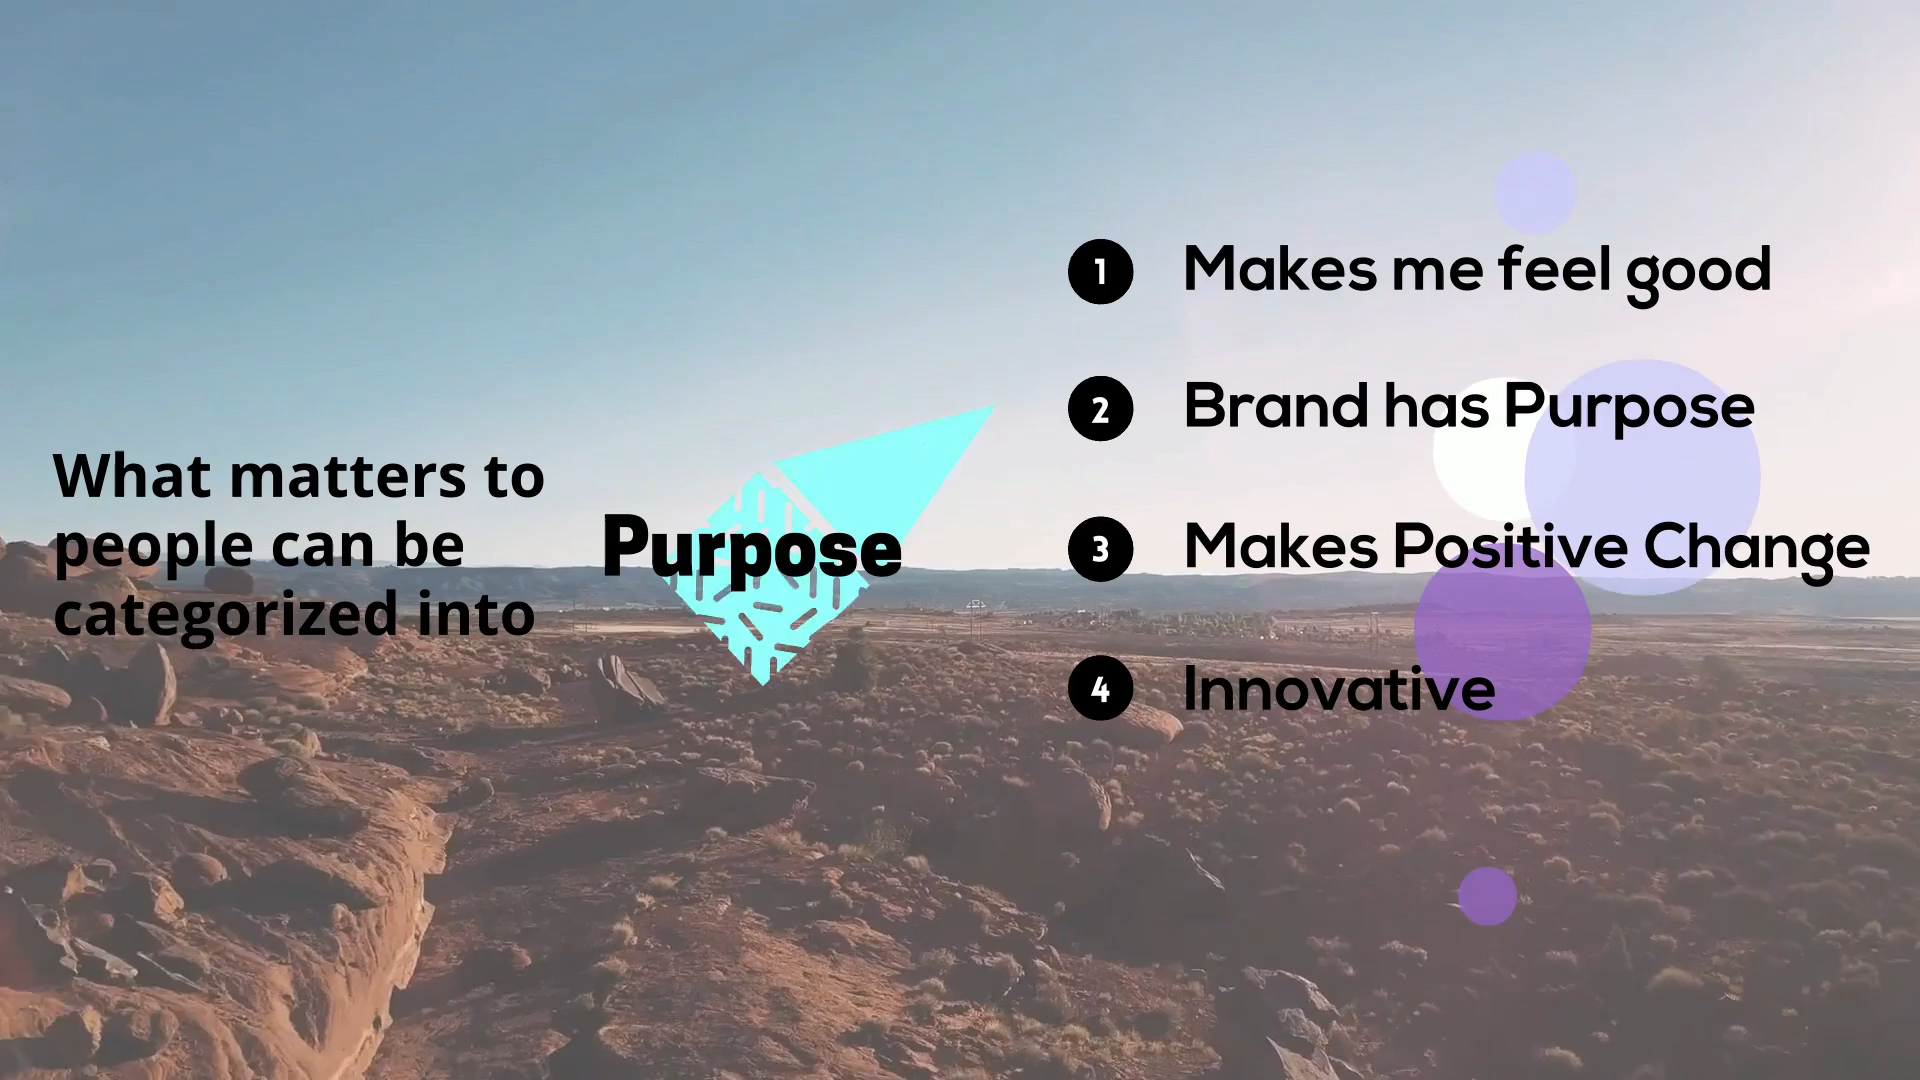 What matters to
people can be
categorized into
Purpose
1 Makes me feel good
2 Brand has Purpose
3 Makes Positive Change
4 Innovative